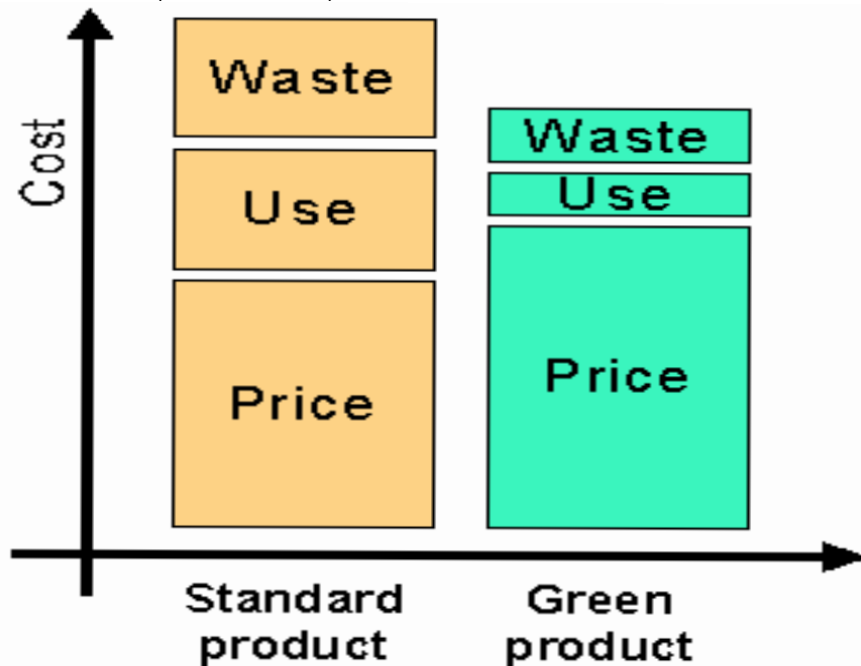 Cost
Waste
Use
Price
Waste
Use
Price
Standard
product
Green
product